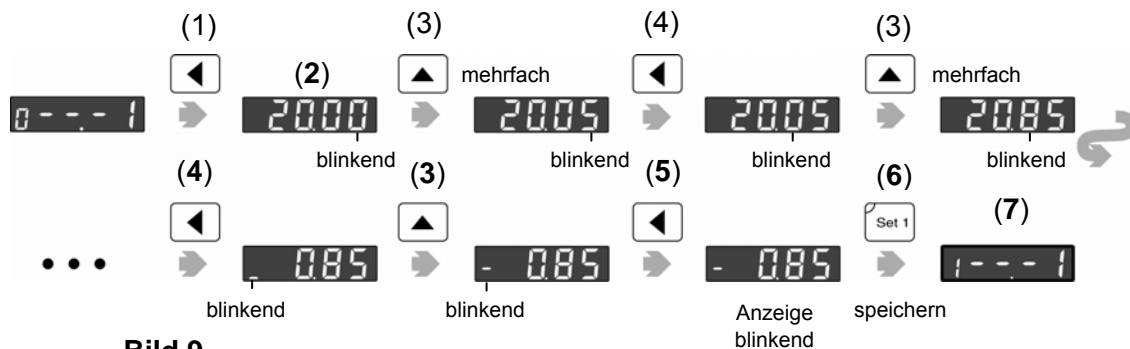 (1) (3) (4) (3)
(2) mehrfach mehrfach
0--.-1 20.00 20.05 20.05 20.85
blinkend blinkend blinkend blinkend
(4) (3) (5) (6) (7)
Set 1
... _ 0.85 - 0.85 - 0.85 1--.-1
blinkend blinkend Anzeige speichern
blinkend
Bild 9